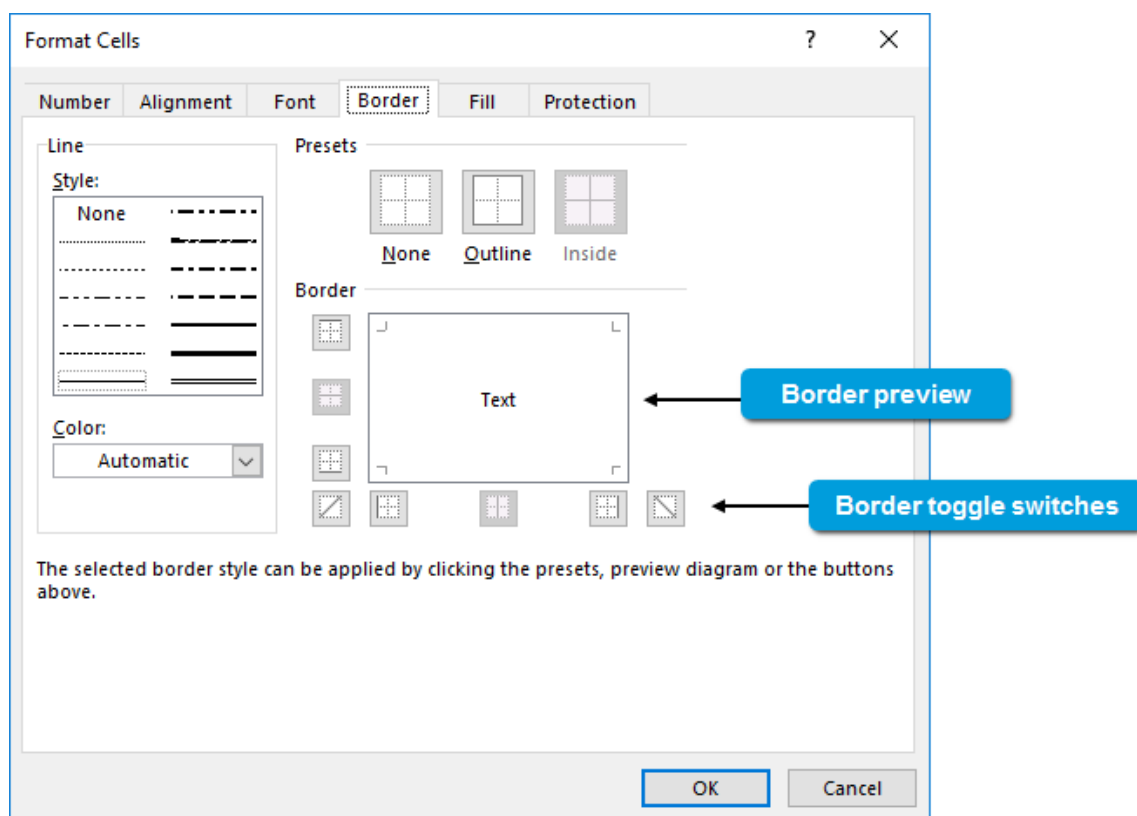 Format Cells ?
Number Alignment Font Border Fill Protection
Line
Style:
None
Color:
Automatic
Presets
None Outline Inside
Border
Text
Border preview
Border toggle switches
The selected border style can be applied by clicking the presets, preview diagram or the buttons
above.
OK Cancel